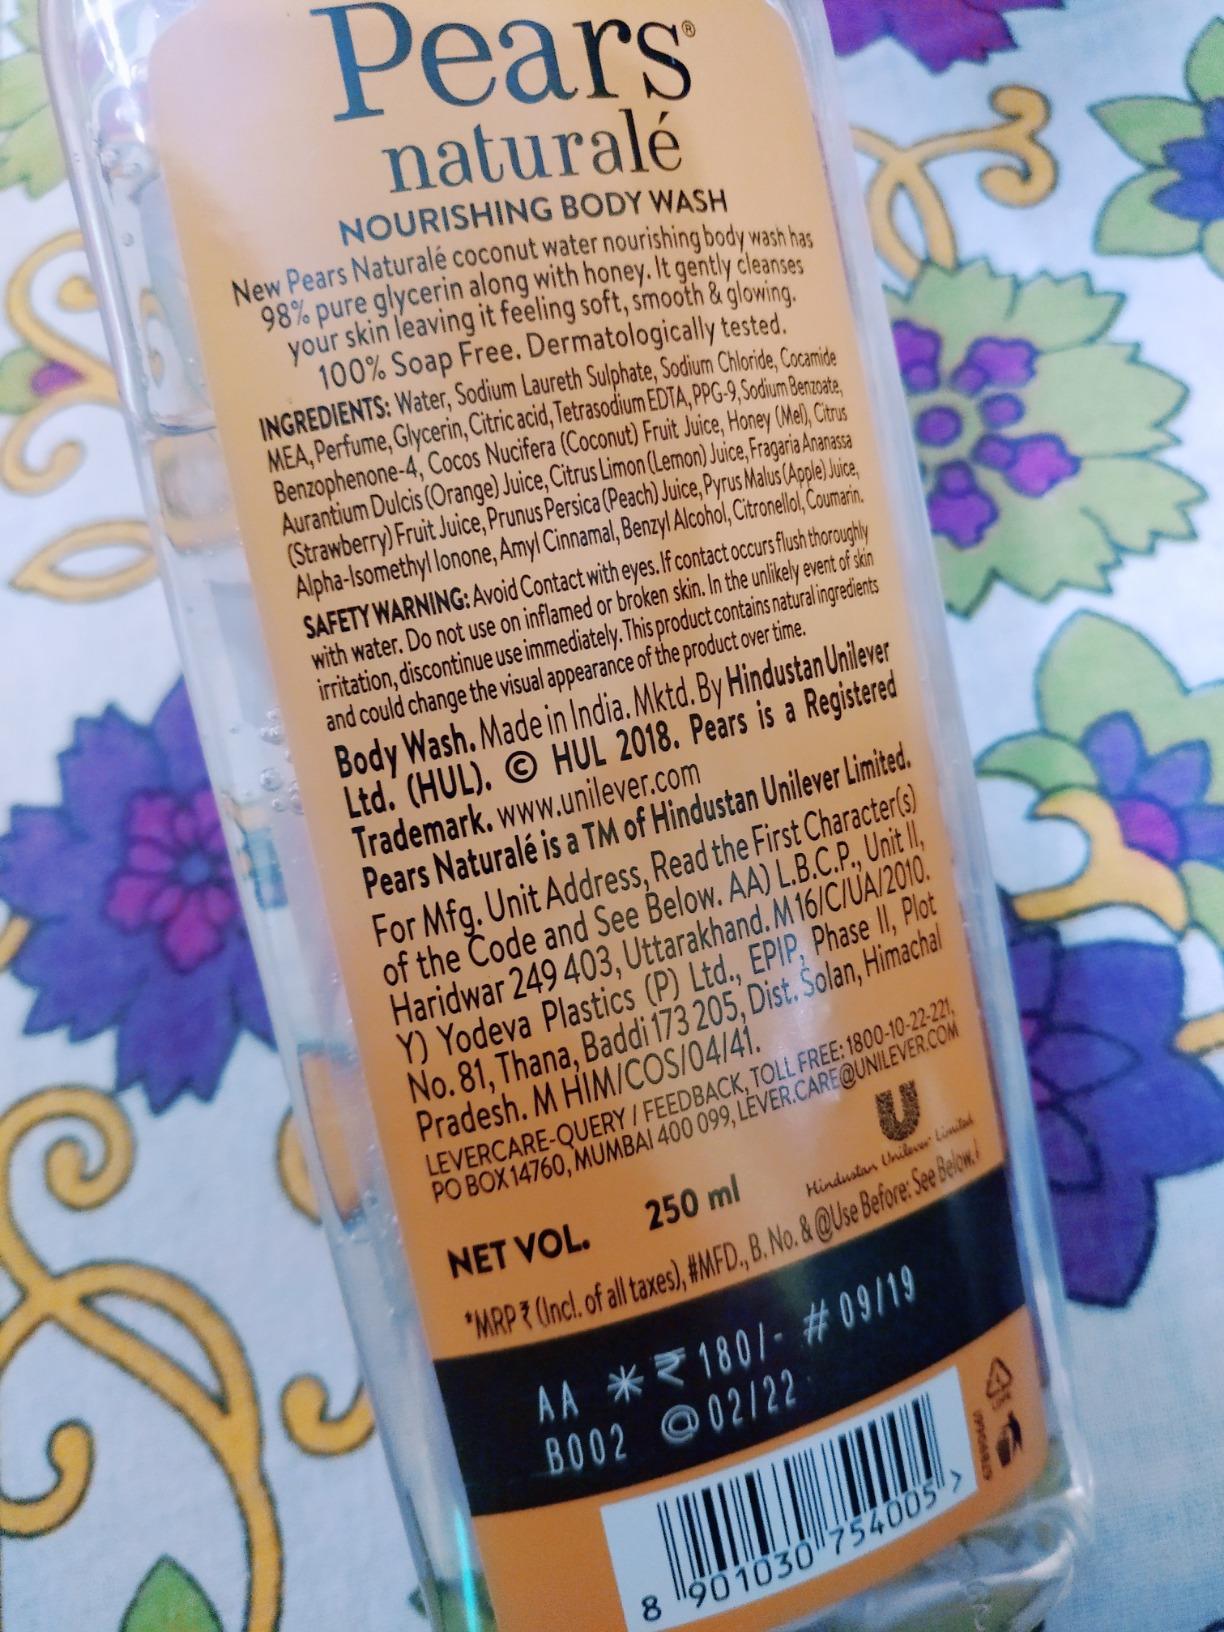 Pears®
naturalé
NOURISHING BODY WASH
New Pears Naturalé coconut water nourishing body wash has
98% pure glycerin along with honey. It gently cleanses
your skin leaving it feeling soft, smooth & glowing.
100% Soap Free. Dermatologically tested.
INGREDIENTS: Water, Sodium Laureth Sulphate, Sodium Chloride, Cocamide
MEA, Perfume, Glycerin, Citric acid, Tetrasodium EDTA, PPG-9, Sodium Benzoate,
Benzophenone-4, Cocos Nucifera (Coconut) Fruit Juice, Honey (Mel), Citrus
Aurantium Dulcis (Orange) Juice, Citrus Limon (Lemon) Juice, Fragaria Ananassa
(Strawberry) Fruit Juice, Prunus Persica (Peach) Juice, Pyrus Malus (Apple) Juice,
Alpha-Isomethyl Ionone, Amyl Cinnamal, Benzyl Alcohol, Citronellol, Coumarin.
SAFETY WARNING: Avoid Contact with eyes. If contact occurs flush thoroughly
with water. Do not use on inflamed or broken skin. In the unlikely event of skin
irritation, discontinue use immediately. This product contains natural ingredients
and could change the visual appearance of the product over time.
Body Wash. Made in India. Mktd. By Hindustan Unilever
Ltd. (HUL). © HUL 2018. Pears is a Registered
Trademark. www.unilever.com
Pears Naturalé is a TM of Hindustan Unilever Limited.
For Mfg. Unit Address, Read the First Character(s)
of the Code and See Below. AA) L.B.C.P., Unit II,
Haridwar 249 403, Uttarakhand. M 16/C/UA/2010.
Y) Yodeva Plastics (P) Ltd., EPIP, Phase II, Plot
No. 81, Thana, Baddi 173 205, Dist. Solan, Himachal
Pradesh. M HIM/COS/04/41.
LEVERCARE-QUERY / FEEDBACK, TOLL FREE: 1800-10-22-221,
PO BOX 14760, MUMBAI 400 099, LEVER.CARE@UNILEVER.COM
Hindustan Unilever Limited
NET VOL. 250 ml
*MRP ₹ (Incl. of all taxes), #MFD., B. No. & @Use Before: See Below.
AA * ₹ 180/- # 09/19
B002 @ 02/22
8 901030 754005 >